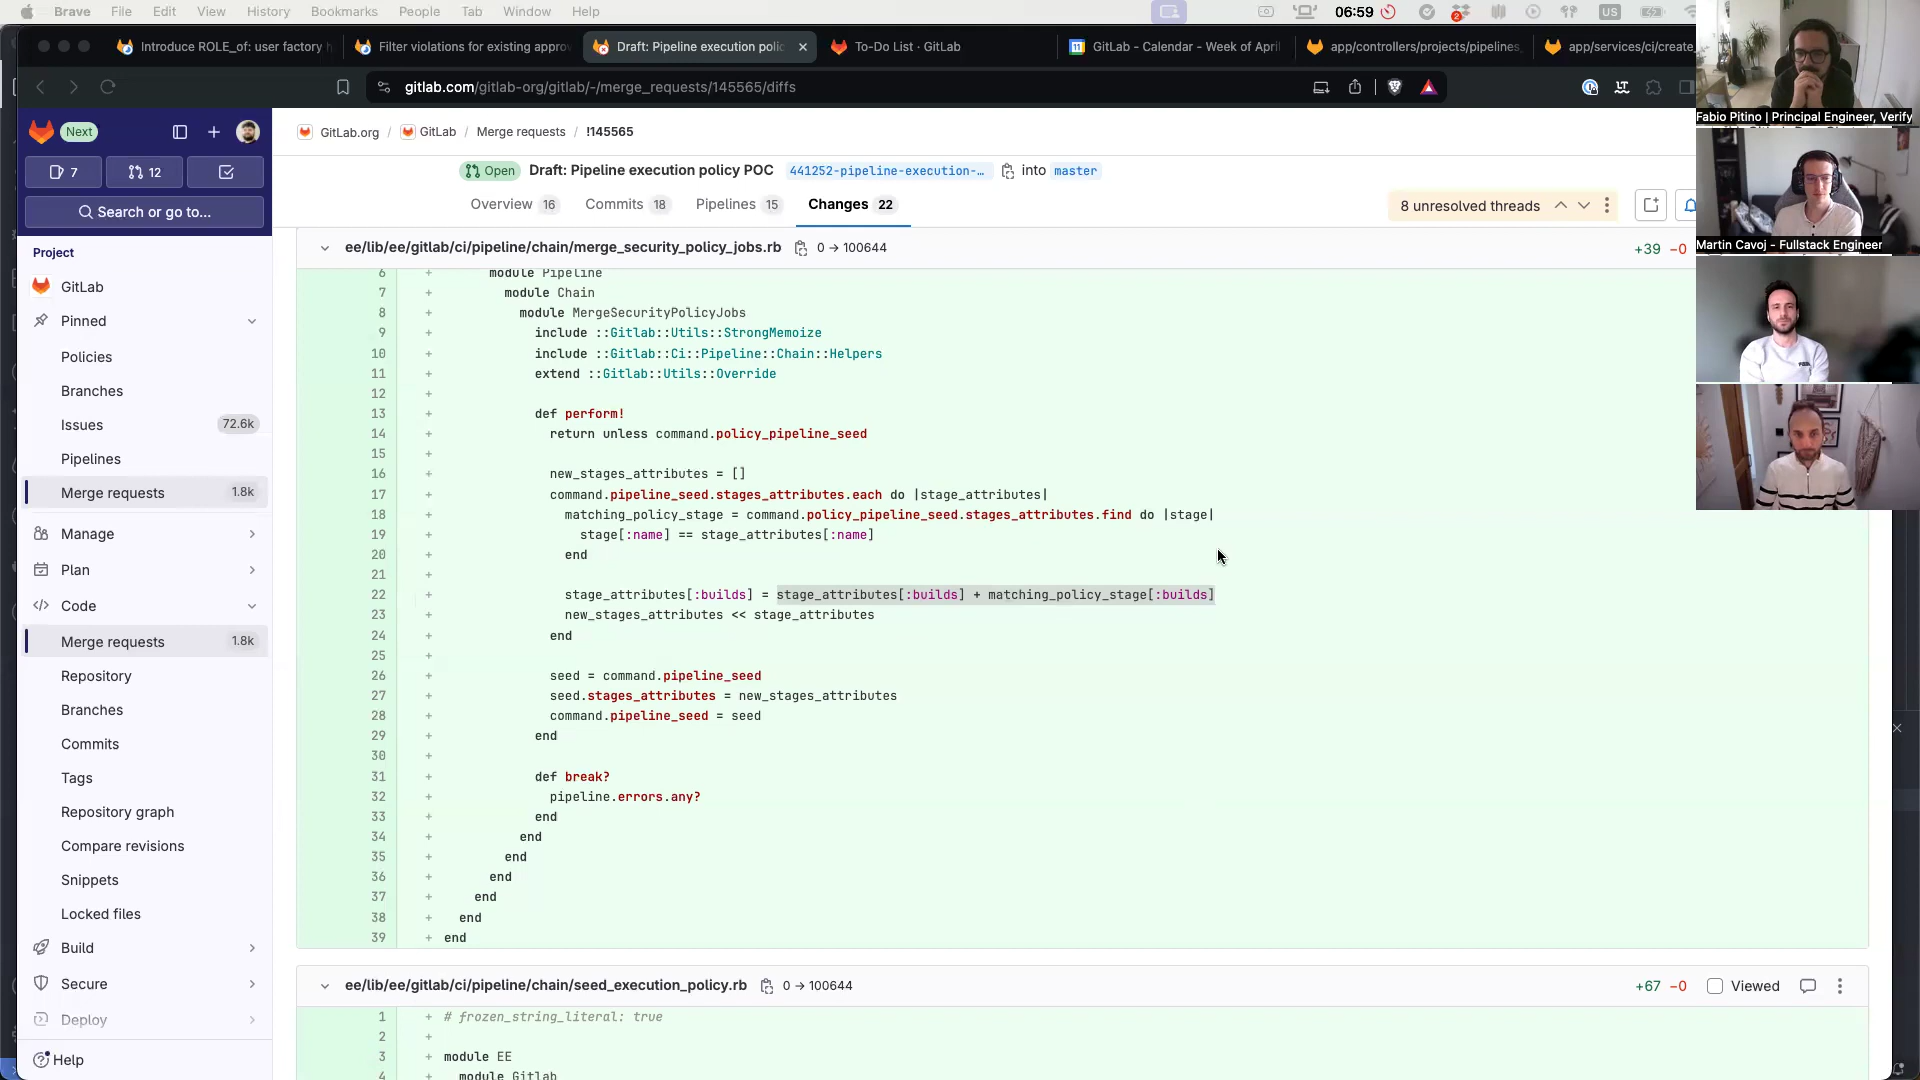 Brave File Edit View History Bookmarks People Tab Window Help 06:59 2 US
Introduce ROLE_of: user factory
Filter violations for existing appro
Draft: Pipeline execution polic
To-Do List · GitLab
GitLab - Calendar - Week of April
app/controllers/projects/pipelines_
app/services/ci/create_
gitlab.com/gitlab-org/gitlab/-/merge_requests/145565/diffs
Next
7
12
Search or go to...
Project
GitLab
Pinned
Policies
Branches
Issues 72.6k
Pipelines
Merge requests 1.8k
Manage
Plan
Code
Merge requests 1.8k
Repository
Branches
Commits
Tags
Repository graph
Compare revisions
Snippets
Locked files
Build
Secure
Deploy
Help
GitLab.org / GitLab / Merge requests / !145565
Open Draft: Pipeline execution policy POC 441252-pipeline-execution-… into master
Overview 16 Commits 18 Pipelines 15 Changes 22
8 unresolved threads
ee/lib/ee/gitlab/ci/pipeline/chain/merge_security_policy_jobs.rb 0 → 100644 +39 −0
6 + module Pipeline
7 + module Chain
8 + module MergeSecurityPolicyJobs
9 + include ::Gitlab::Utils::StrongMemoize
10 + include ::Gitlab::Ci::Pipeline::Chain::Helpers
11 + extend ::Gitlab::Utils::Override
12 +
13 + def perform!
14 + return unless command.policy_pipeline_seed
15 +
16 + new_stages_attributes = []
17 + command.pipeline_seed.stages_attributes.each do |stage_attributes|
18 + matching_policy_stage = command.policy_pipeline_seed.stages_attributes.find do |stage|
19 + stage[:name] == stage_attributes[:name]
20 + end
21 +
22 + stage_attributes[:builds] = stage_attributes[:builds] + matching_policy_stage[:builds]
23 + new_stages_attributes << stage_attributes
24 + end
25 +
26 + seed = command.pipeline_seed
27 + seed.stages_attributes = new_stages_attributes
28 + command.pipeline_seed = seed
29 + end
30 +
31 + def break?
32 + pipeline.errors.any?
33 + end
34 + end
35 + end
36 + end
37 + end
38 + end
39 + end
ee/lib/ee/gitlab/ci/pipeline/chain/seed_execution_policy.rb 0 → 100644 +67 −0 Viewed
1 + # frozen_string_literal: true
2 +
3 + module EE
4 + module Gitlab
Fabio Pitino | Principal Engineer, Verify
Martin Cavoj - Fullstack Engineer